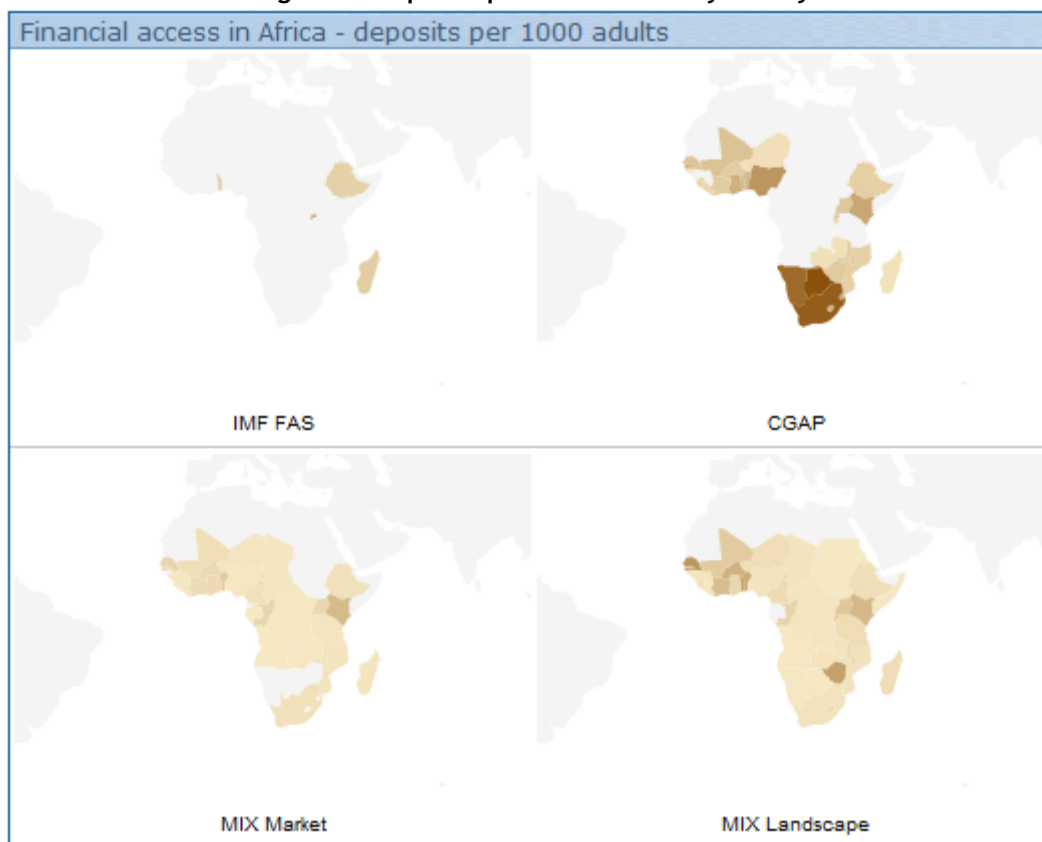 Financial access in Africa - deposits per 1000 adults
IMF FAS
CGAP
MIX Market
MIX Landscape